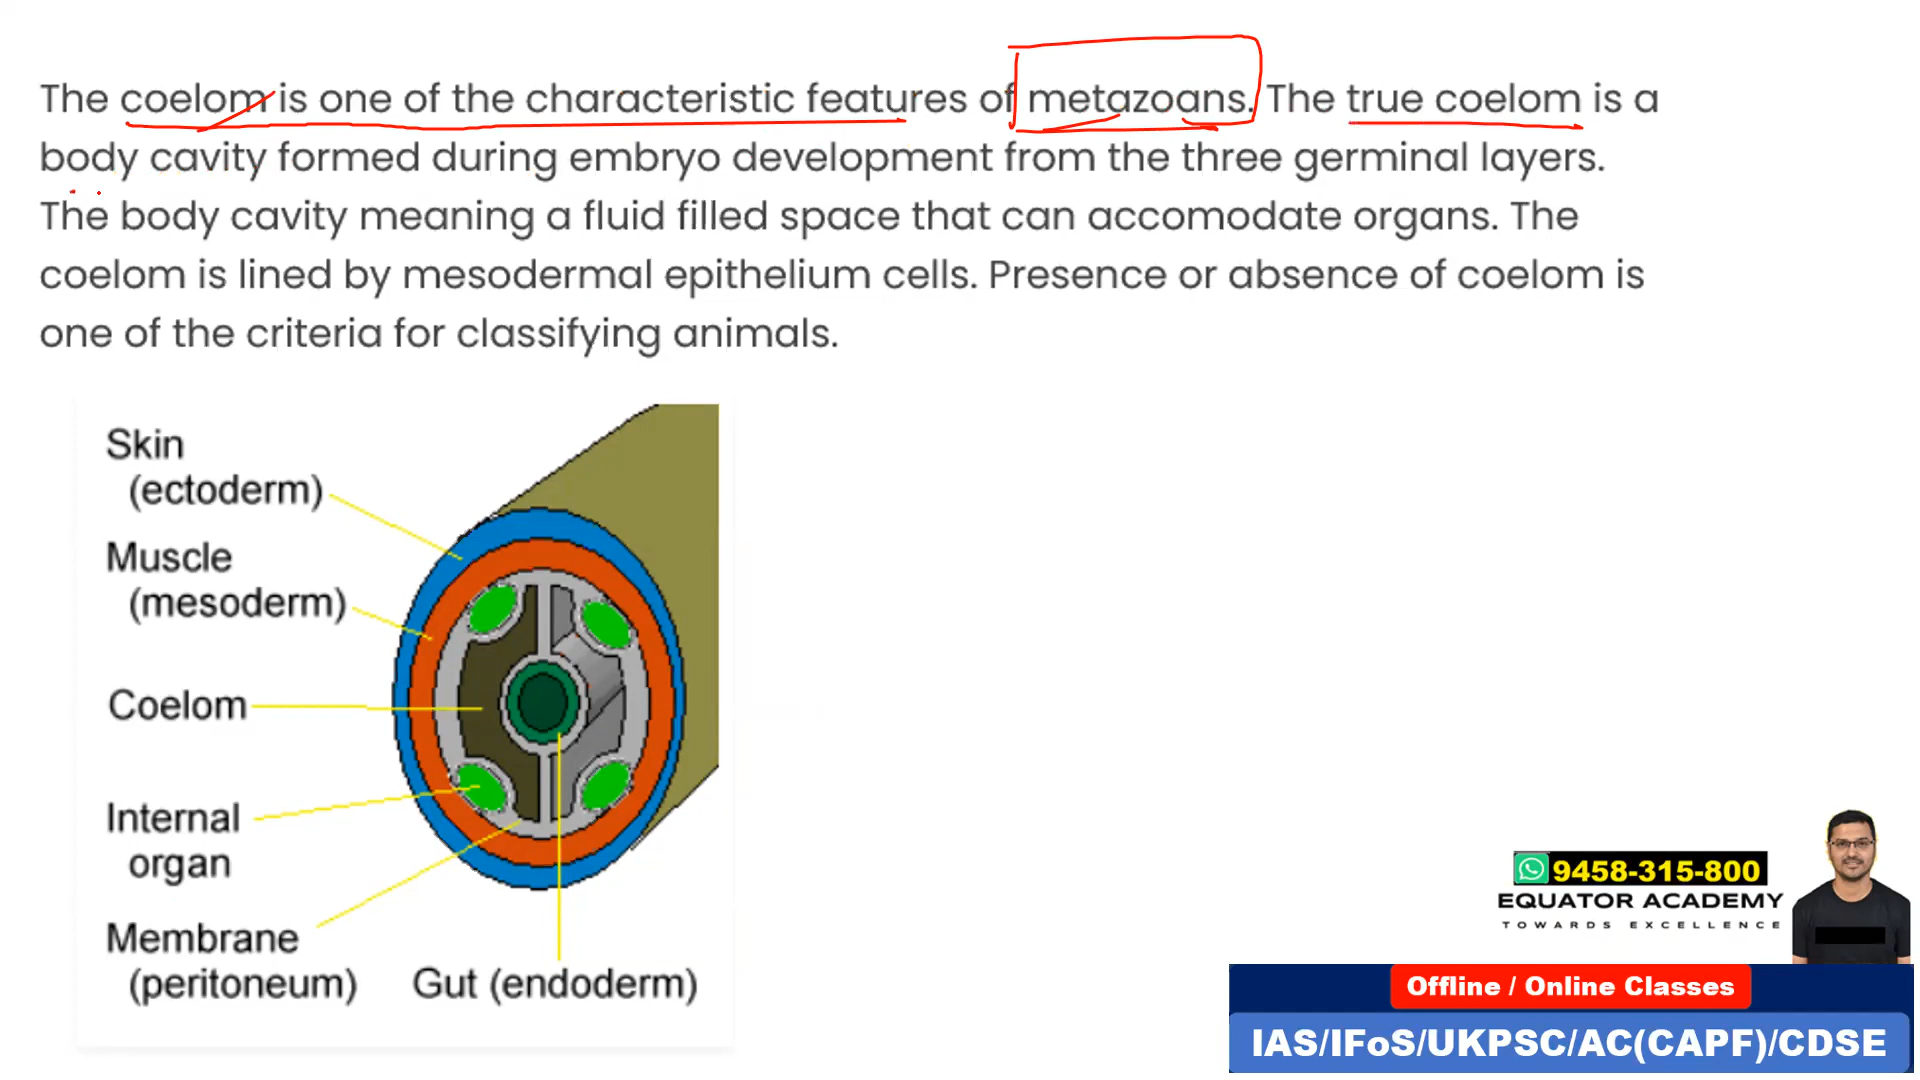 The coelom is one of the characteristic features of metazoans. The true coelom is a
body cavity formed during embryo development from the three germinal layers.
The body cavity meaning a fluid filled space that can accomodate organs. The
coelom is lined by mesodermal epithelium cells. Presence or absence of coelom is
one of the criteria for classifying animals.
Skin
(ectoderm)
Muscle
(mesoderm)
Coelom
Internal
organ
Membrane
(peritoneum)
Gut (endoderm)
9458-315-800
EQUATOR ACADEMY
TOWARDS EXCELLENCE
Offline / Online Classes
IAS/IFoS/UKPSC/AC(CAPF)/CDSE